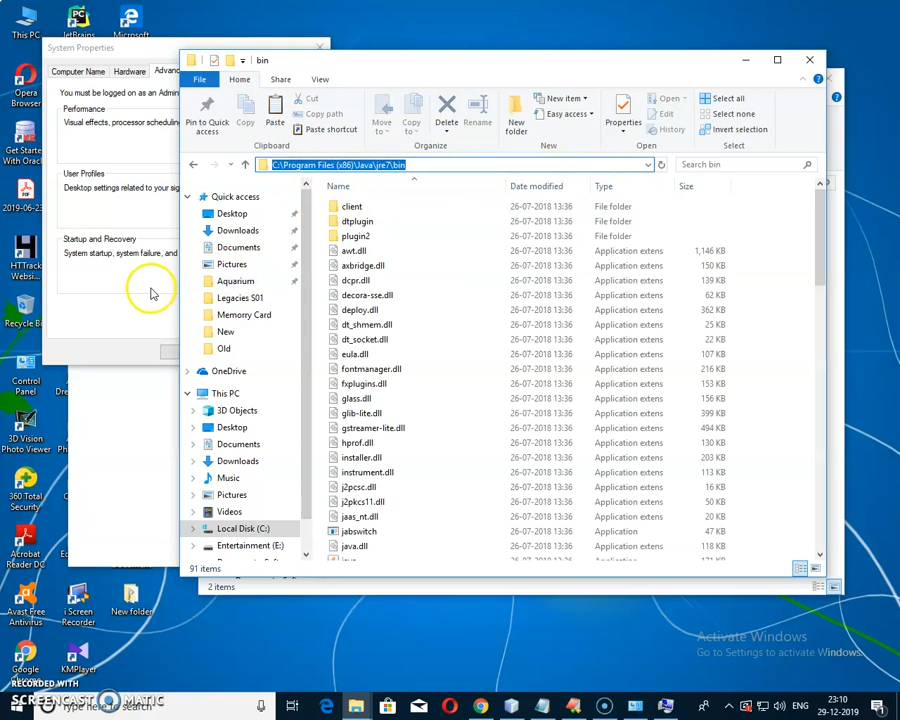 This PC
JetBrains
Microsoft
System Properties
bin
Computer Name
Hardware
Advan
File
Home
Share
View
Opera
Browser
You must be logged on as an Admin
Performance
Visual effects, processor scheduling
Pin to Quick
access
Copy
Paste
Cut
Copy path
Paste shortcut
Clipboard
Move
to
Copy
to
Delete
Rename
Organize
New
folder
New item
Easy access
New
Properties
Open
Edit
History
Open
Select all
Select none
Invert selection
Select
Get Started
With Oracl
C:\Program Files (x86)\Java\jre7\bin
Search bin
User Profiles
Desktop settings related to your sig
2019-06-23
Startup and Recovery
System startup, system failure, and
HTTrack
Websi...
Recycle Bi
Control
Panel
Dre
3D Vision
Photo Viewer
360 Total
Security
Acrobat
Reader DC
Avast Free
Antivirus
i Screen
Recorder
New folder
Google
KMPlayer
Quick access
Desktop
Downloads
Documents
Pictures
Aquarium
Legacies S01
Memory Card
New
Old
OneDrive
This PC
3D Objects
Desktop
Documents
Downloads
Music
Pictures
Videos
Local Disk (C:)
Entertainment (E:)
Name Date modified Type Size
client 26-07-2018 13:36 File folder
dtplugin 26-07-2018 13:36 File folder
plugin2 26-07-2018 13:36 File folder
awt.dll 26-07-2018 13:36 Application extens 1,146 KB
axbridge.dll 26-07-2018 13:36 Application extens 150 KB
dcpr.dll 26-07-2018 13:36 Application extens 139 KB
decora-sse.dll 26-07-2018 13:36 Application extens 62 KB
deploy.dll 26-07-2018 13:36 Application extens 362 KB
dt_shmem.dll 26-07-2018 13:36 Application extens 25 KB
dt_socket.dll 26-07-2018 13:36 Application extens 22 KB
eula.dll 26-07-2018 13:36 Application extens 107 KB
fontmanager.dll 26-07-2018 13:36 Application extens 216 KB
fxplugins.dll 26-07-2018 13:36 Application extens 153 KB
glass.dll 26-07-2018 13:36 Application extens 156 KB
glib-lite.dll 26-07-2018 13:36 Application extens 399 KB
gstreamer-lite.dll 26-07-2018 13:36 Application extens 494 KB
hprof.dll 26-07-2018 13:36 Application extens 130 KB
installer.dll 26-07-2018 13:36 Application extens 203 KB
instrument.dll 26-07-2018 13:36 Application extens 113 KB
j2pcsc.dll 26-07-2018 13:36 Application extens 16 KB
j2pkcs11.dll 26-07-2018 13:36 Application extens 50 KB
jaas_nt.dll 26-07-2018 13:36 Application extens 20 KB
jabswitch 26-07-2018 13:36 Application 47 KB
java.dll 26-07-2018 13:36 Application extens 118 KB
91 items
2 items
Activate Windows
Go to Settings to activate Windows.
RECORDED WITH
SCREENCAST MATIC
Type here to search
23:10
29-12-2019